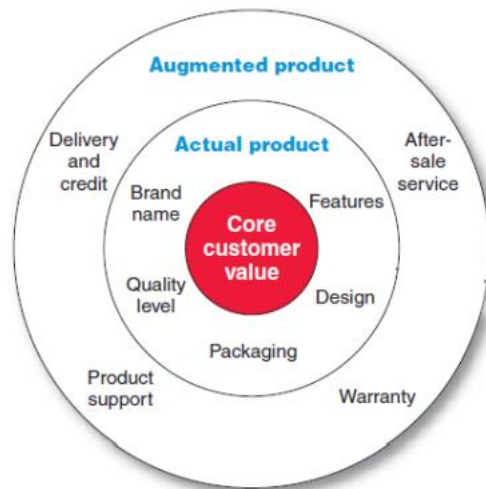 Augmented product
Delivery
and
credit
After-
sale
service
Actual product
Brand
name
Features
Core
customer
value
Quality
level
Design
Packaging
Product
support
Warranty